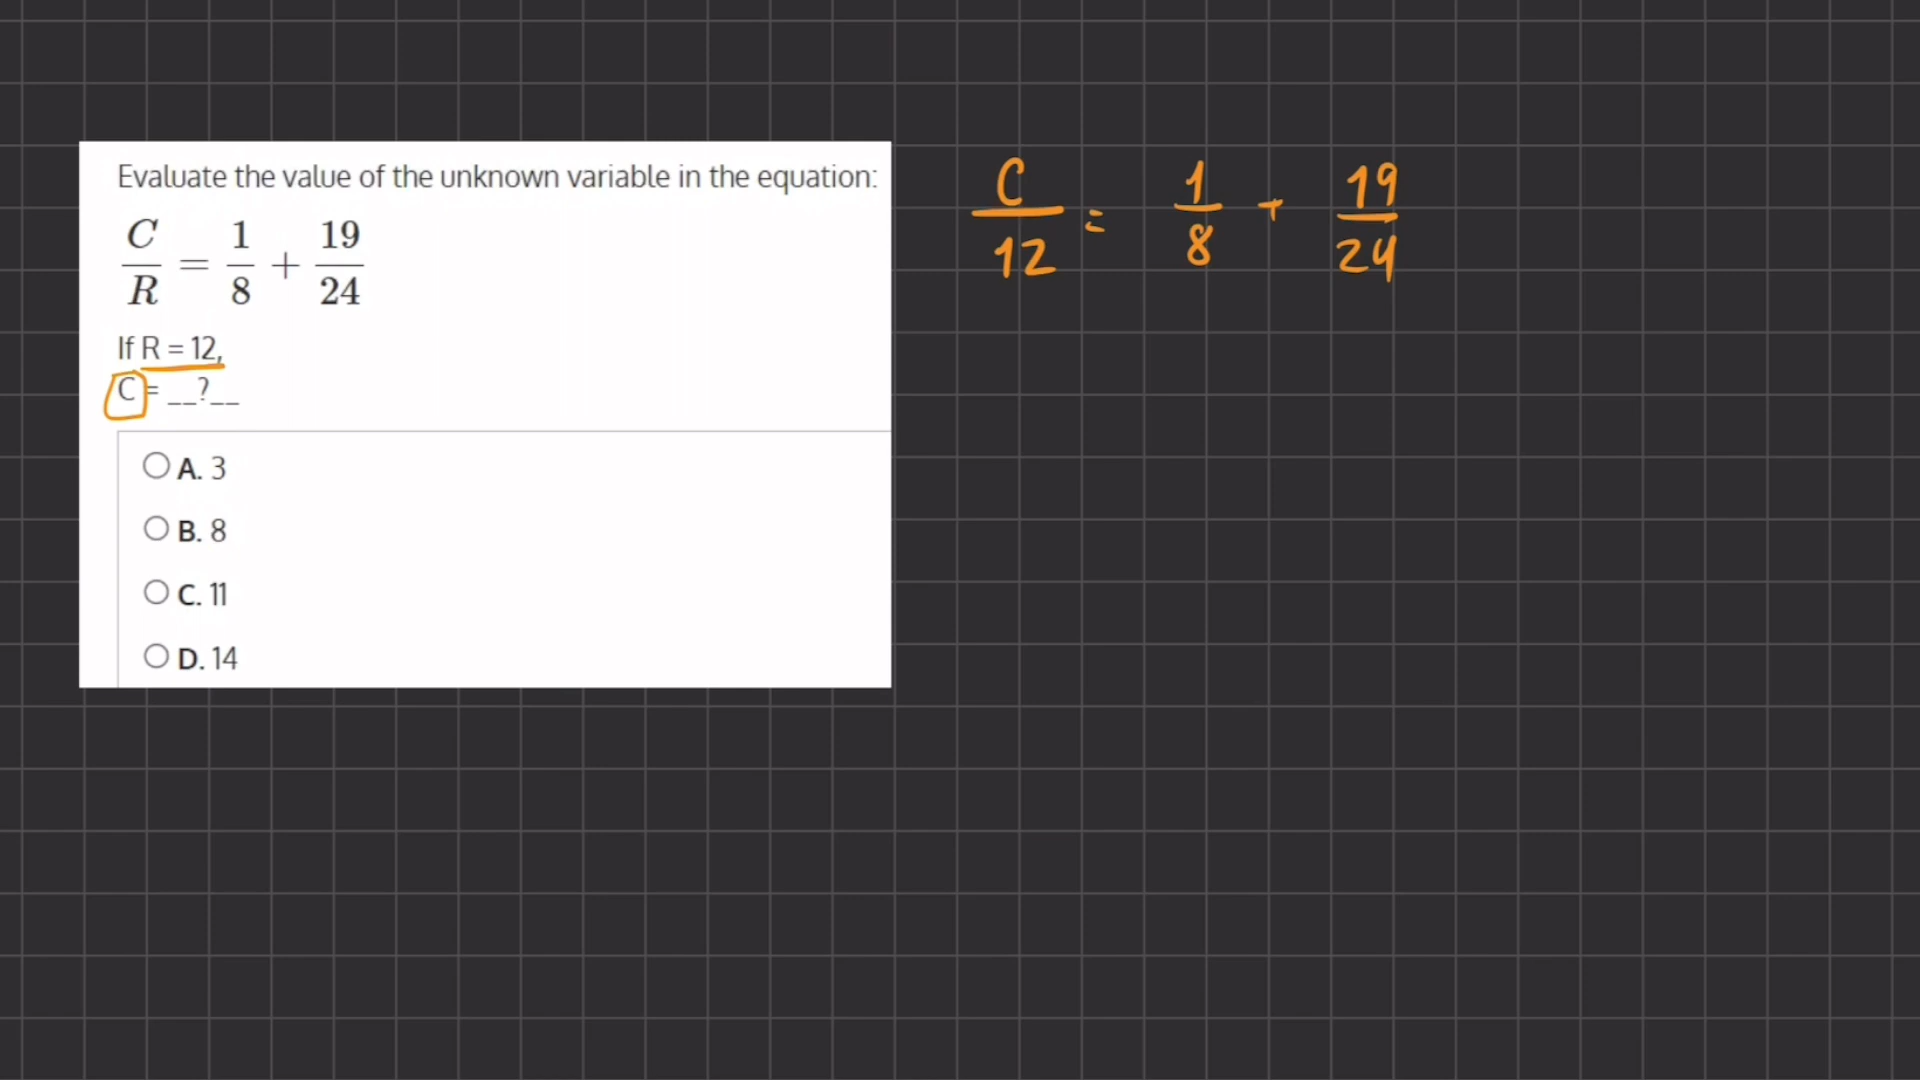 Evaluate the value of the unknown variable in the equation:
C/R = 1/8 + 19/24
If R = 12,
C = __?__
A. 3
B. 8
C. 11
D. 14
C/12 = 1/8 + 19/24